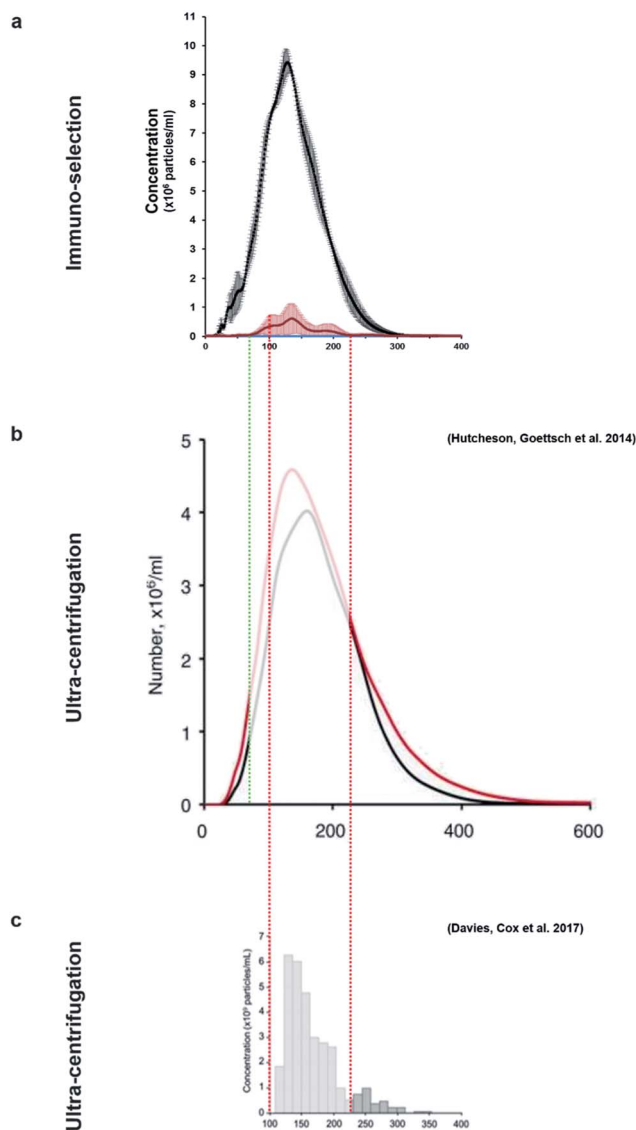 a
Immuno-selection
Concentration
(x10⁶ particles/ml)
11
10
9
8
7
6
5
4
3
2
1
0
0 100 200 300 400
b
(Hutcheson, Goettsch et al. 2014)
Ultra-centrifugation
Number, x10⁶/ml
5
4
3
2
1
0
0 200 400 600
c
(Davies, Cox et al. 2017)
Ultra-centrifugation
Concentration (x10⁹ particles/mL)
7
6
5
4
3
2
1
0
100 150 200 250 300 350 400